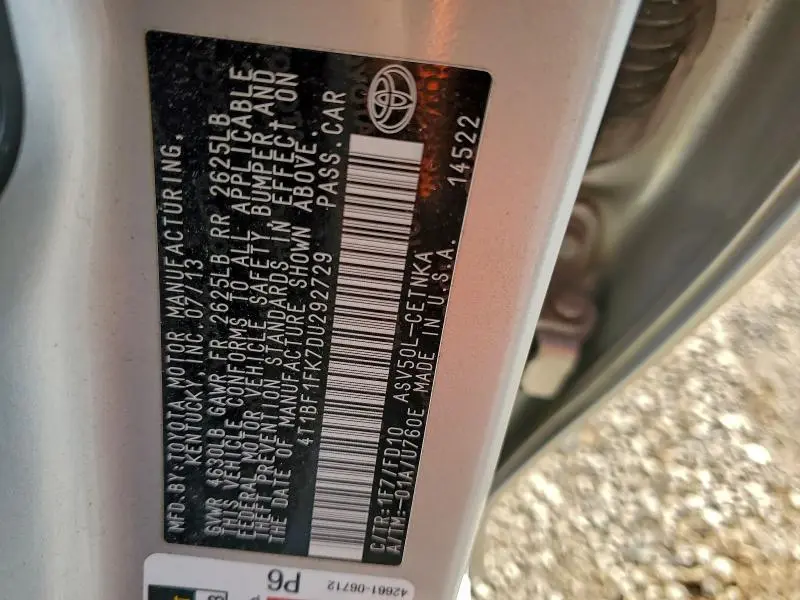 MFD.BY:TOYOTA MOTOR MANUFACTURING,
KENTUCKY, INC.07/13
GVWR 4630LB GAWR FR 2625LB RR 2625LB
THIS VEHICLE CONFORMS TO ALL APPLICABLE
FEDERAL MOTOR VEHICLE SAFETY, BUMPER AND
THEFT PREVENTION STANDARDS IN EFFECT ON
THE DATE OF MANUFACTURE SHOWN ABOVE.
4T1BF1FK7DU292729 PASS.CAR
C/TR:1F7/FD10 ASV50L-CETNKA
A/TM:-01A/U760E MADE IN U.S.A.
14522
P6
42661-06712